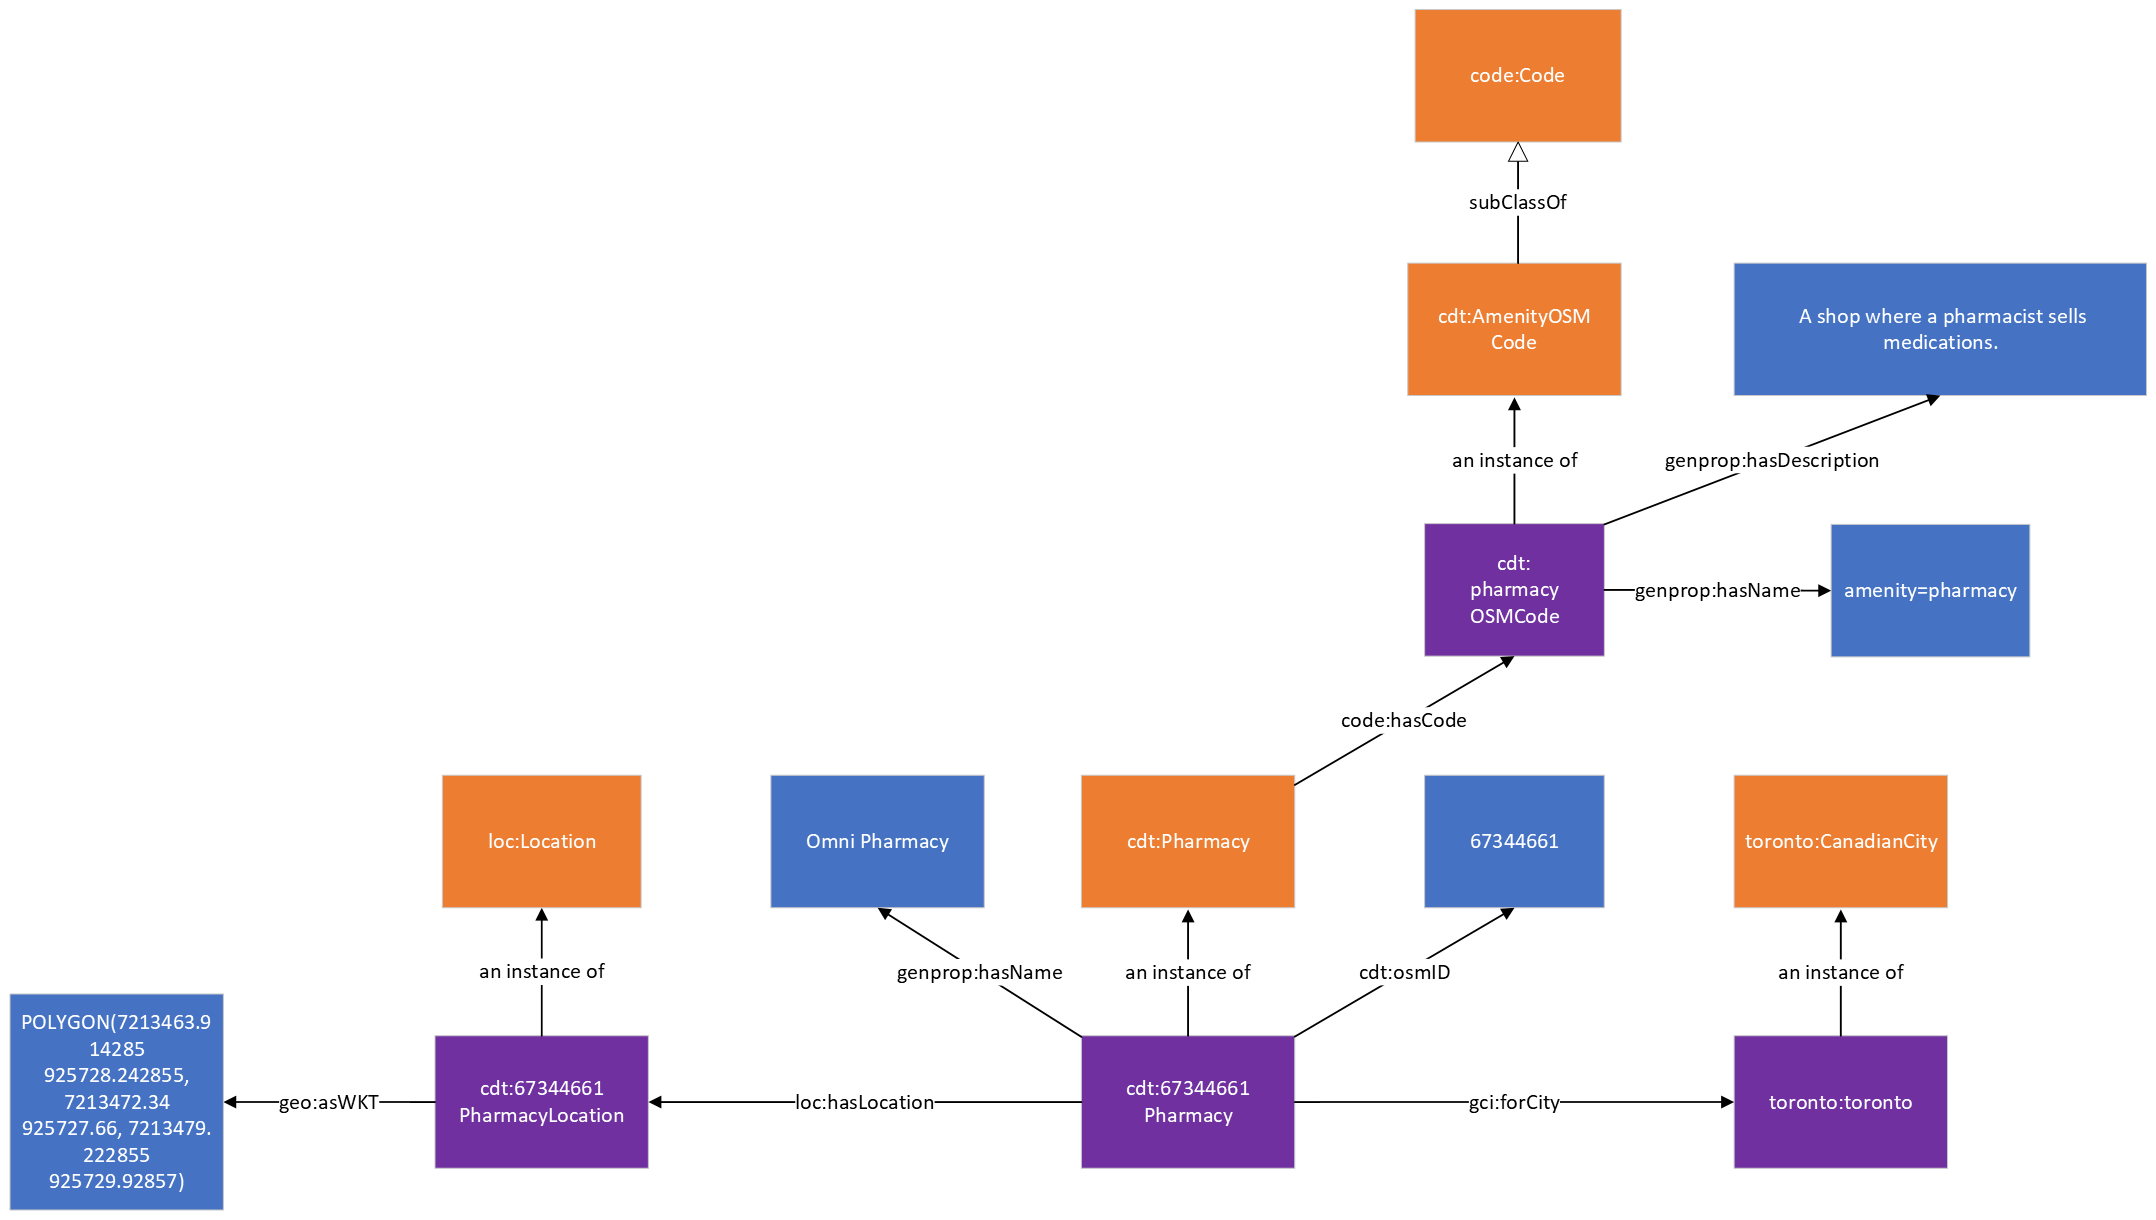 code:Code
subClassOf
cdt:AmenityOSM
Code
A shop where a pharmacist sells
medications.
an instance of
genprop:hasDescription
cdt:
pharmacy
OSMCode
genprop:hasName
amenity=pharmacy
code:hasCode
loc:Location
Omni Pharmacy
cdt:Pharmacy
67344661
toronto:CanadianCity
an instance of
genprop:hasName
an instance of
cdt:osmID
an instance of
POLYGON(7213463.9
14285
925728.242855,
7213472.34
925727.66, 7213479.
222855
925729.92857)
geo:asWKT
cdt:67344661
PharmacyLocation
loc:hasLocation
cdt:67344661
Pharmacy
gci:forCity
toronto:toronto